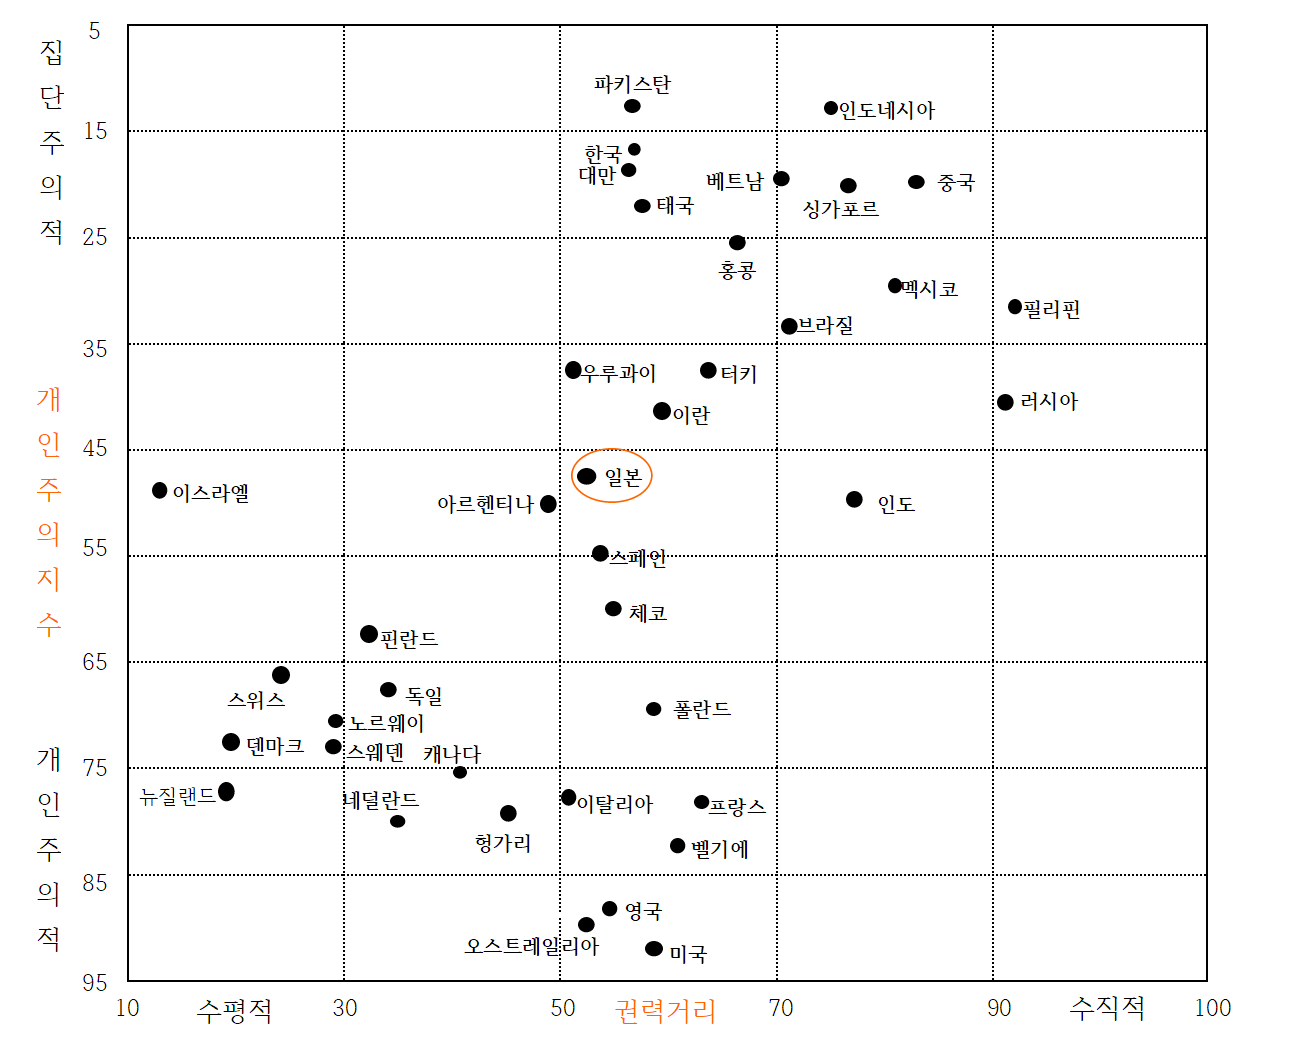 5
집
단
주
의
적
15
25
35
개
인
주
의
지
수
45
55
65
75
개
인
주
의
적
85
95
파키스탄
인도네시아
한국
대만
베트남
싱가포르
중국
태국
홍콩
멕시코
필리핀
브라질
우루과이
터키
이란
러시아
일본
이스라엘
아르헨티나
인도
스페인
체코
핀란드
스위스
독일
폴란드
노르웨이
덴마크
스웨덴
캐나다
뉴질랜드
네덜란드
이탈리아
프랑스
헝가리
벨기에
영국
오스트레일리아
미국
10
수평적
30
50
권력거리
70
90
수직적
100